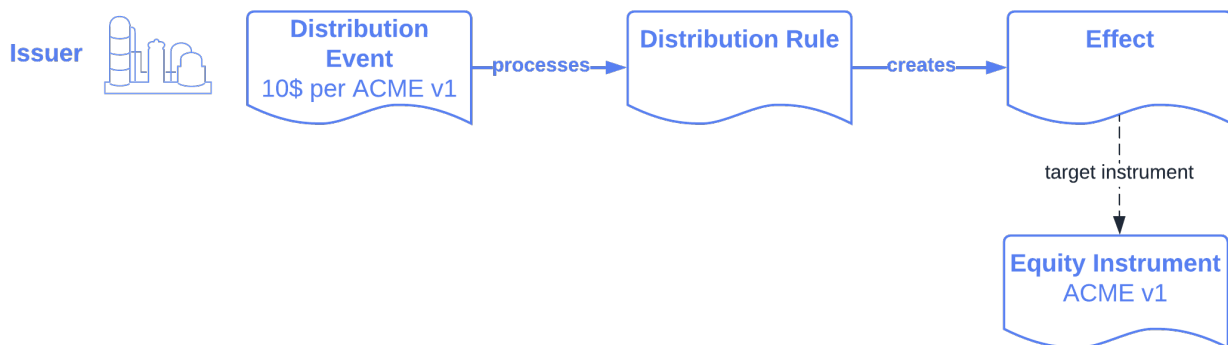 Issuer
Distribution
Event
10$ per ACME v1
processes
Distribution Rule
creates
Effect
target instrument
Equity Instrument
ACME v1